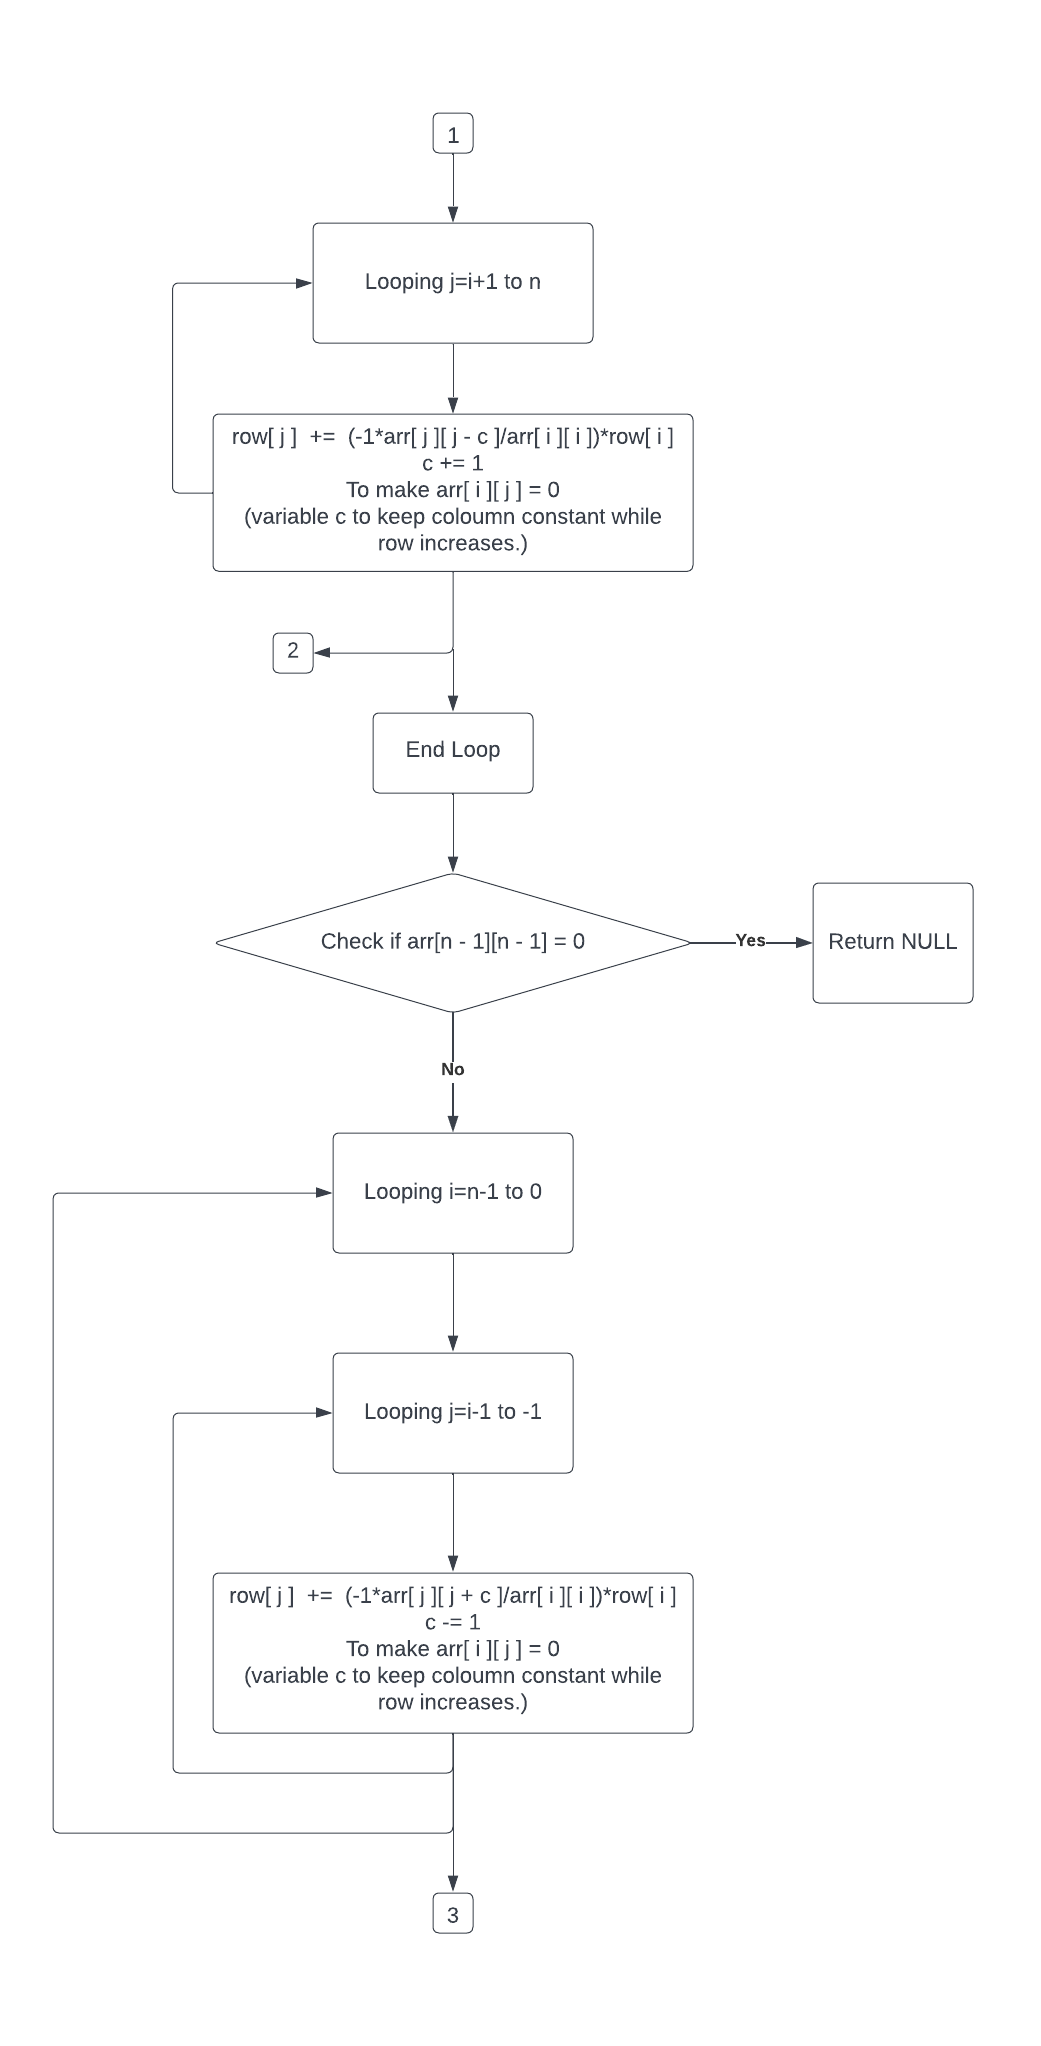 1
Looping j=i+1 to n
row[ j ]  +=  (-1*arr[ j ][ j - c ]/arr[ i ][ i ])*row[ i ]
c += 1
To make arr[ i ][ j ] = 0
(variable c to keep coloumn constant while
row increases.)
2
End Loop
Check if arr[n - 1][n - 1] = 0
Yes
Return NULL
No
Looping i=n-1 to 0
Looping j=i-1 to -1
row[ j ]  +=  (-1*arr[ j ][ j + c ]/arr[ i ][ i ])*row[ i ]
c -= 1
To make arr[ i ][ j ] = 0
(variable c to keep coloumn constant while
row increases.)
3